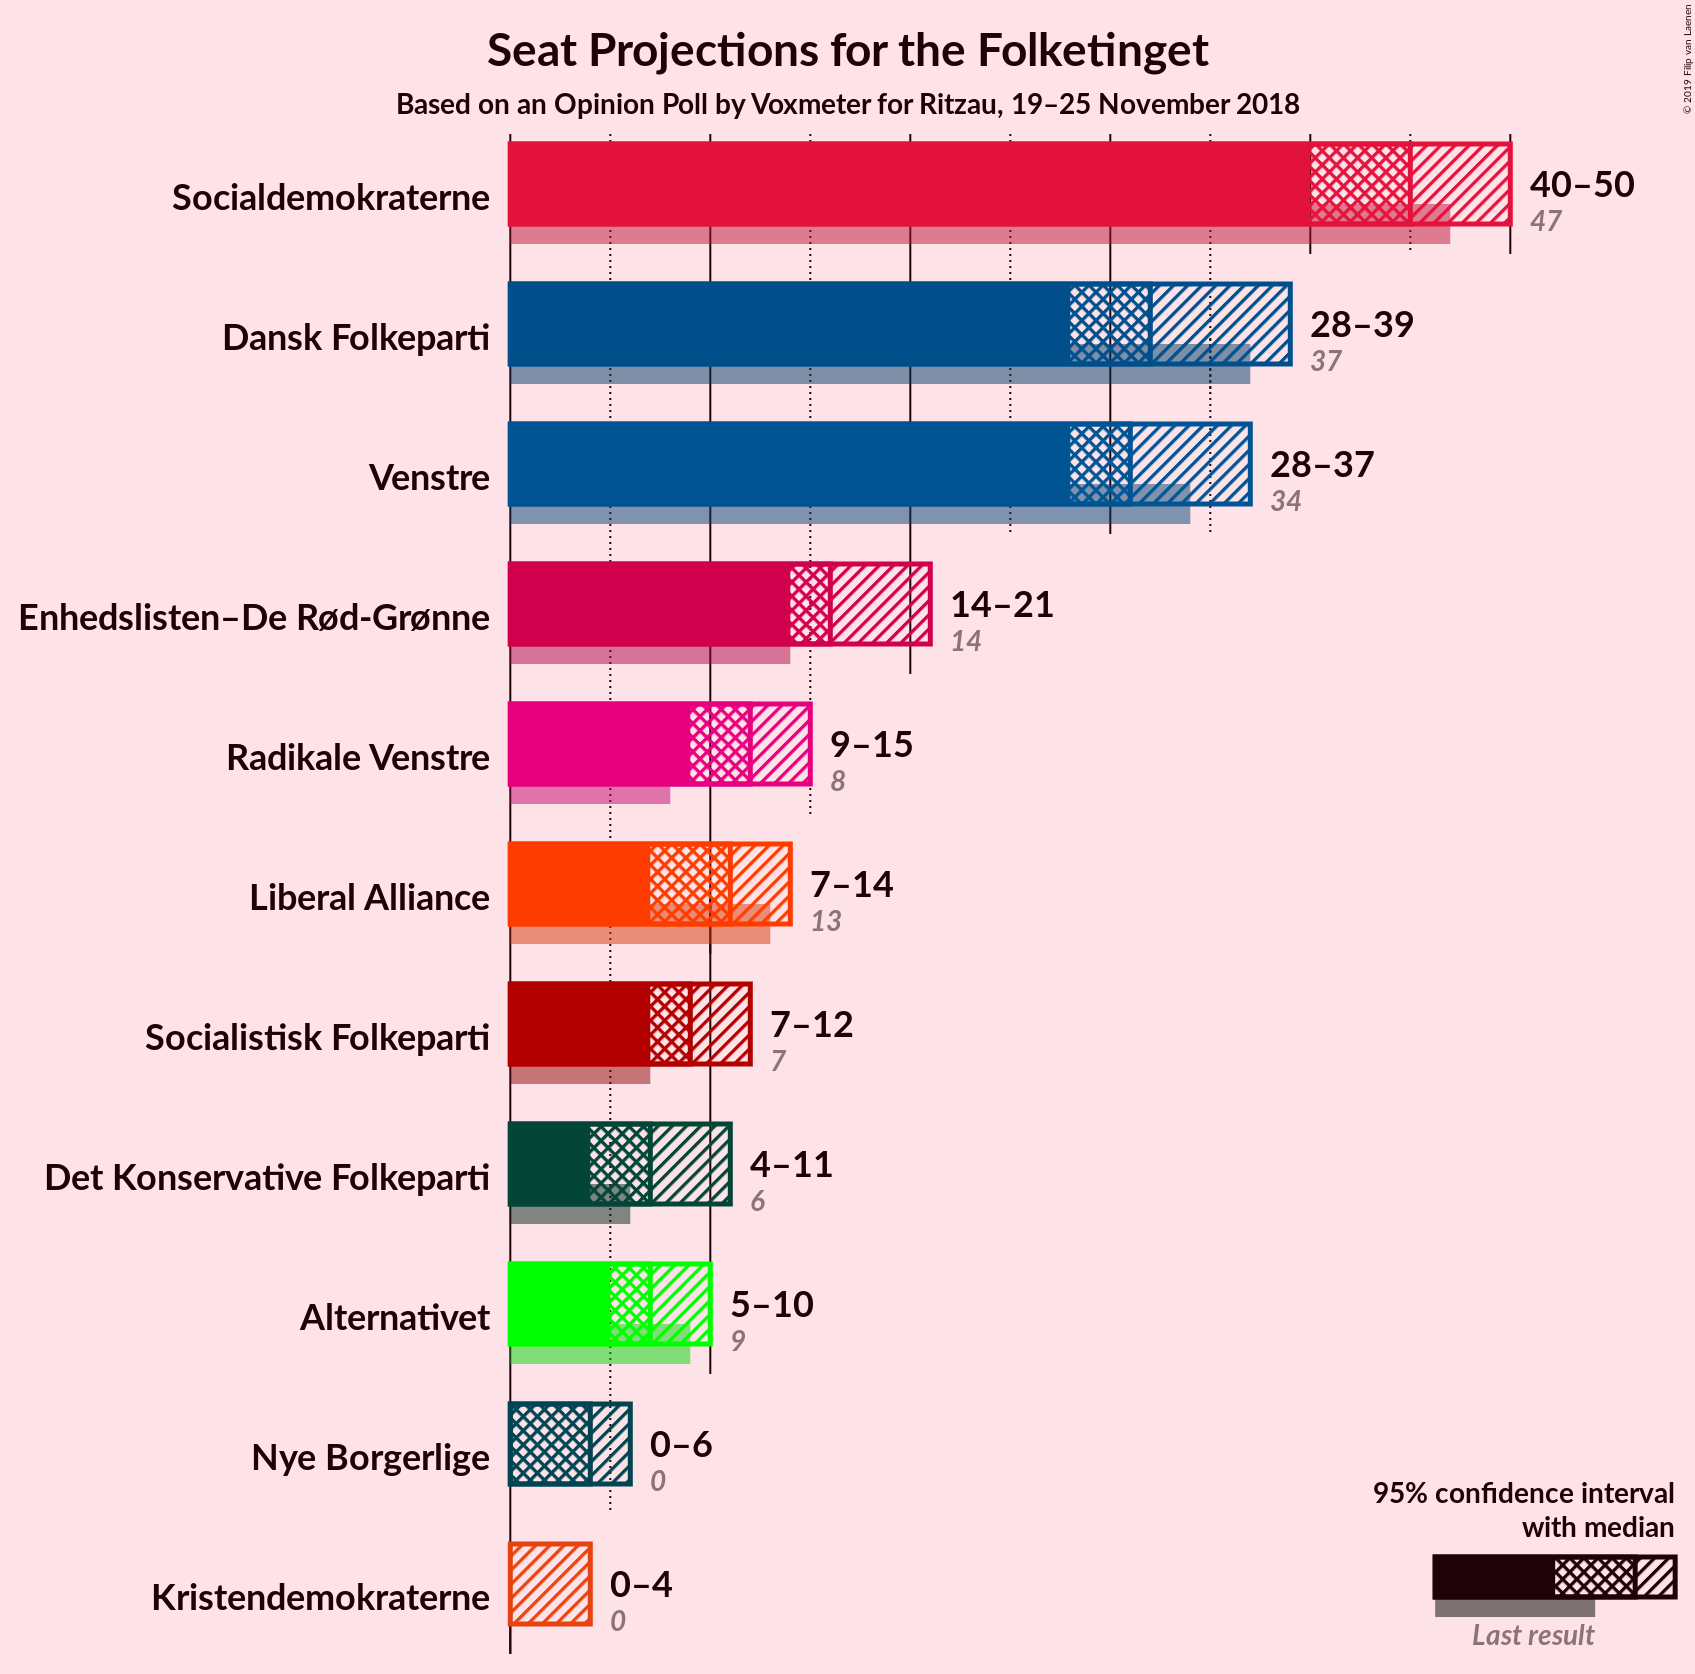 © 2019 Filip van Laenen
Seat Projections for the Folketinget
Based on an Opinion Poll by Voxmeter for Ritzau, 19–25 November 2018
Socialdemokraterne
40–50
47
Dansk Folkeparti
28–39
37
Venstre
28–37
34
Enhedslisten–De Rød-Grønne
14–21
14
Radikale Venstre
9–15
8
Liberal Alliance
7–14
13
Socialistisk Folkeparti
7–12
7
Det Konservative Folkeparti
4–11
6
Alternativet
5–10
9
Nye Borgerlige
0–6
0
Kristendemokraterne
0–4
0
95% confidence interval
with median
Last result